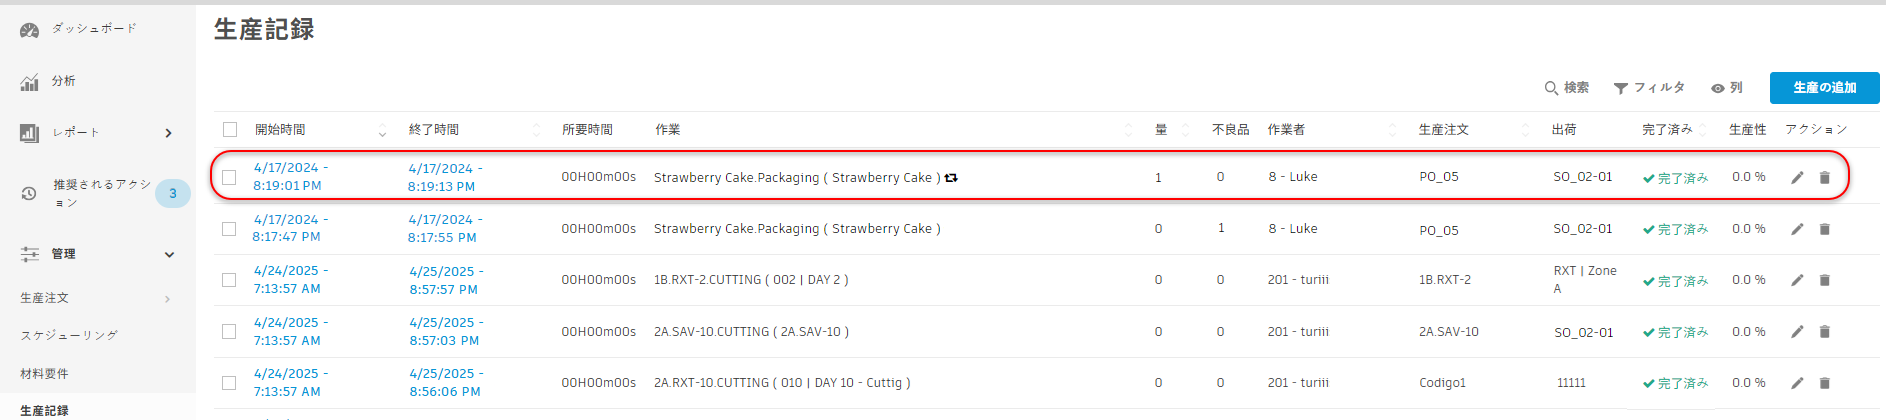 ダッシュボード
分析
レポート
推奨されるアクシ
ョン
3
管理
生産注文
スケジューリング
材料要件
生産記録
生産記録
検索 フィルタ 列 生産の追加
開始時間 終了時間 所要時間 作業 量 不良品 作業者 生産注文 出荷 完了済み 生産性 アクション
4/17/2024 - 8:19:01 PM 4/17/2024 - 8:19:13 PM 00H00m00s Strawberry Cake.Packaging ( Strawberry Cake ) 1 0 8 - Luke PO_05 SO_02-01 完了済み 0.0 %
4/17/2024 - 8:17:47 PM 4/17/2024 - 8:17:55 PM 00H00m00s Strawberry Cake.Packaging ( Strawberry Cake ) 0 1 8 - Luke PO_05 SO_02-01 完了済み 0.0 %
4/24/2025 - 7:13:57 AM 4/25/2025 - 8:57:57 PM 00H00m00s 1B.RXT-2.CUTTING ( 002 | DAY 2 ) 0 0 201 - turiii 1B.RXT-2 RXT | Zone A 完了済み 0.0 %
4/24/2025 - 7:13:57 AM 4/25/2025 - 8:57:03 PM 00H00m00s 2A.SAV-10.CUTTING ( 2A.SAV-10 ) 0 0 201 - turiii 2A.SAV-10 SO_02-01 完了済み 0.0 %
4/24/2025 - 7:13:57 AM 4/25/2025 - 8:56:06 PM 00H00m00s 2A.RXT-10.CUTTING ( 010 | DAY 10 - Cuttig ) 0 0 201 - turiii Codigo1 11111 完了済み 0.0 %